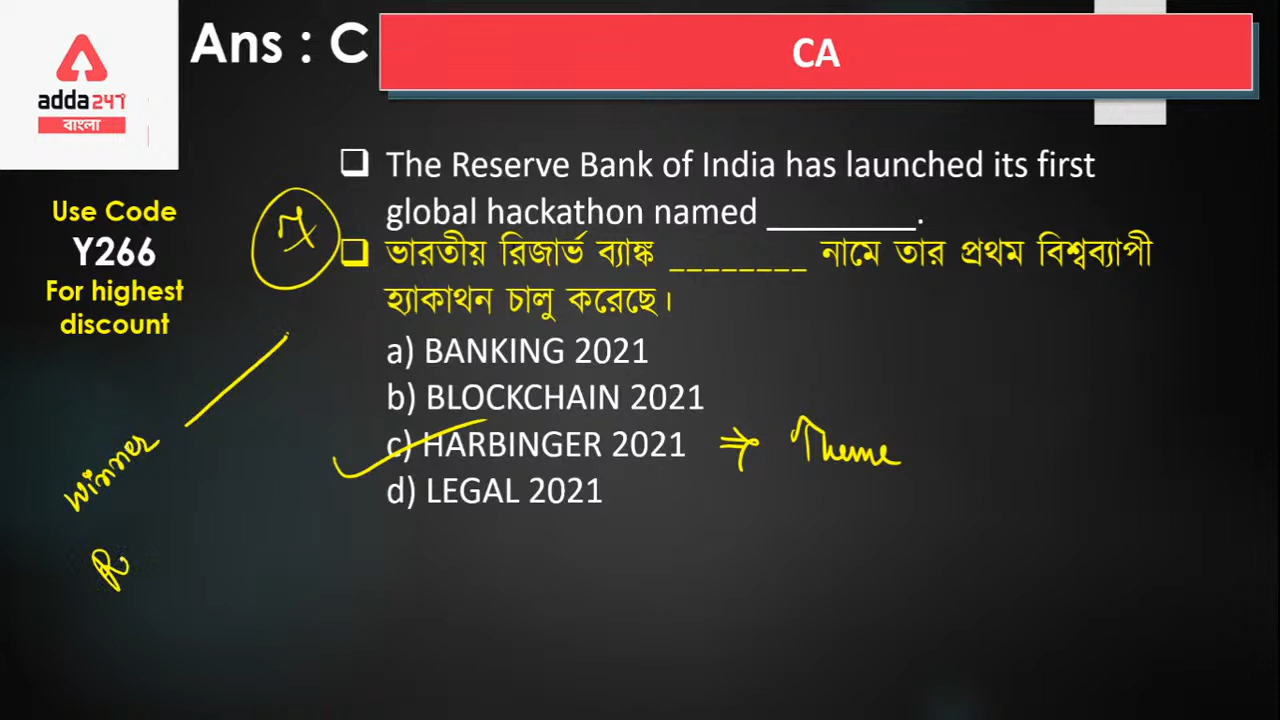 Ans : C
CA
adda247
বাংলা
Use Code
Y266
For highest
discount
The Reserve Bank of India has launched its first
global hackathon named ________.
ভারতীয় রিজার্ভ ব্যাঙ্ক ________ নামে তার প্রথম বিশ্বব্যাপী
হ্যাকাথন চালু করেছে।
a) BANKING 2021
b) BLOCKCHAIN 2021
c) HARBINGER 2021 ⇒ Theme
d) LEGAL 2021
Winner
R